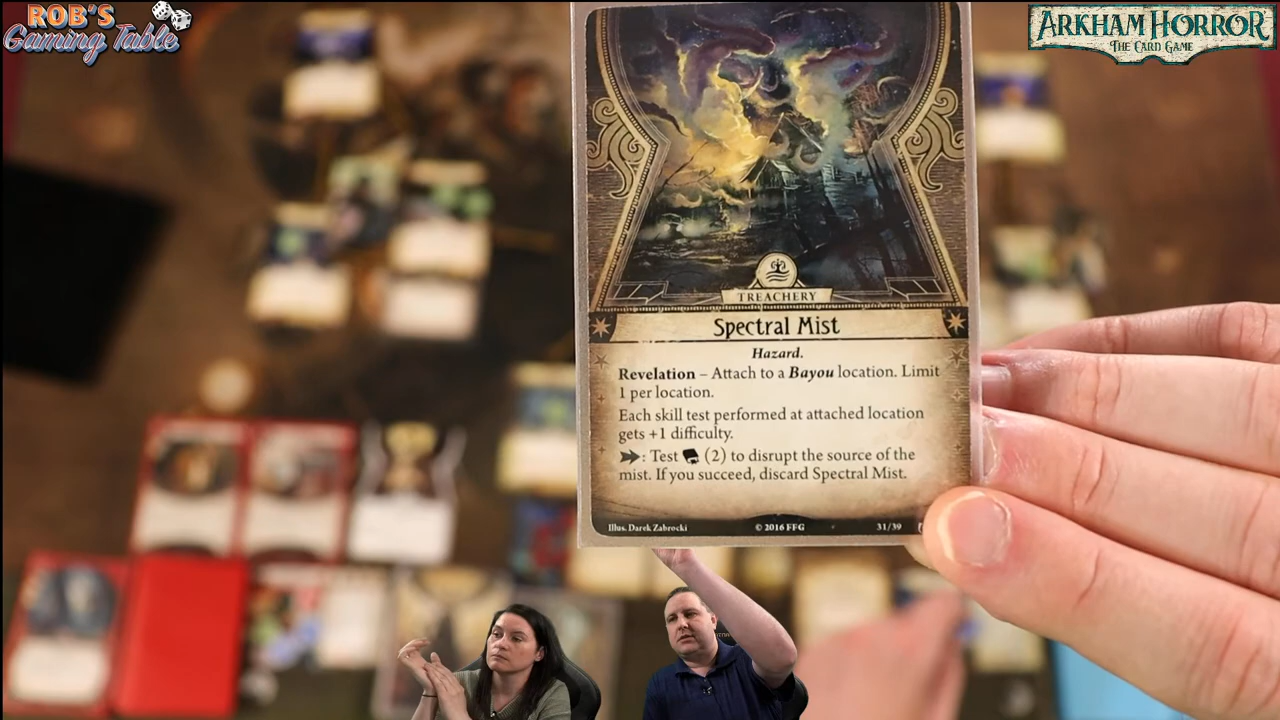 ROB'S
Gaming Table
ARKHAM HORROR
THE CARD GAME
TREACHERY
Spectral Mist
Hazard.
Revelation – Attach to a Bayou location. Limit
1 per location.
Each skill test performed at attached location
gets +1 difficulty.
: Test (2) to disrupt the source of the
mist. If you succeed, discard Spectral Mist.
Illus. Darek Zabrocki
© 2016 FFG
31/39